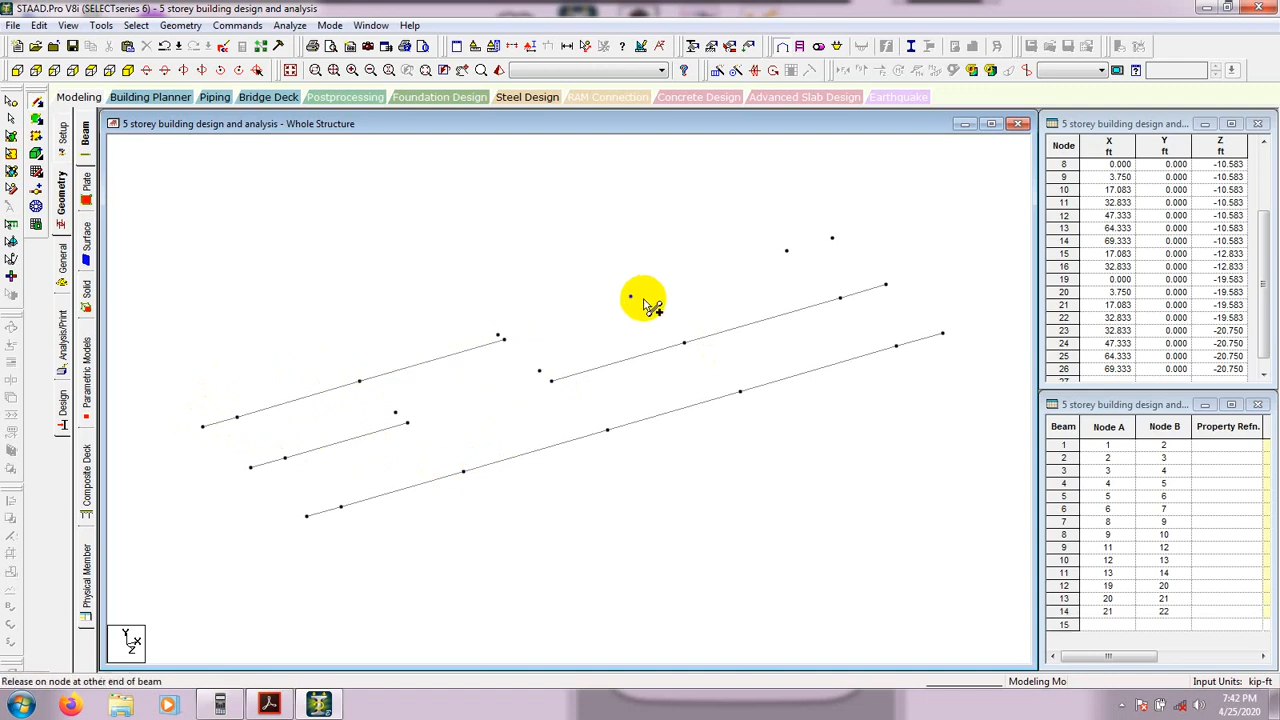 STAAD.Pro V8i (SELECTseries 6) - 5 storey building design and analysis
File Edit View Tools Select Geometry Commands Analyze Mode Window Help
Modeling Building Planner Piping Bridge Deck Postprocessing Foundation Design Steel Design RAM Connection Concrete Design Advanced Slab Design Earthquake
Setup
Geometry
General
Analysis/Print
Design
Beam
Plate
Surface
Solid
Parametric Models
Composite Deck
Physical Member
5 storey building design and analysis - Whole Structure
Y
X
Z
5 storey building design and...
Node X ft Y ft Z ft
8 0.000 0.000 -10.583
9 3.750 0.000 -10.583
10 17.083 0.000 -10.583
11 32.833 0.000 -10.583
12 47.333 0.000 -10.583
13 64.333 0.000 -10.583
14 69.333 0.000 -10.583
15 17.083 0.000 -12.833
16 32.833 0.000 -12.833
19 0.000 0.000 -19.583
20 3.750 0.000 -19.583
21 17.083 0.000 -19.583
22 32.833 0.000 -19.583
23 32.083 0.000 -20.750
24 47.333 0.000 -20.750
25 64.333 0.000 -20.750
26 69.333 0.000 -20.750
5 storey building design and...
Beam Node A Node B Property Refn.
1 1 2
2 2 3
3 3 4
4 4 5
5 5 6
6 6 7
7 8 9
8 9 10
9 11 12
10 12 13
11 13 14
12 19 20
13 20 21
14 21 22
15
Release on node at other end of beam
Modeling Mo
Input Units: kip-ft
7:42 PM
4/25/2020